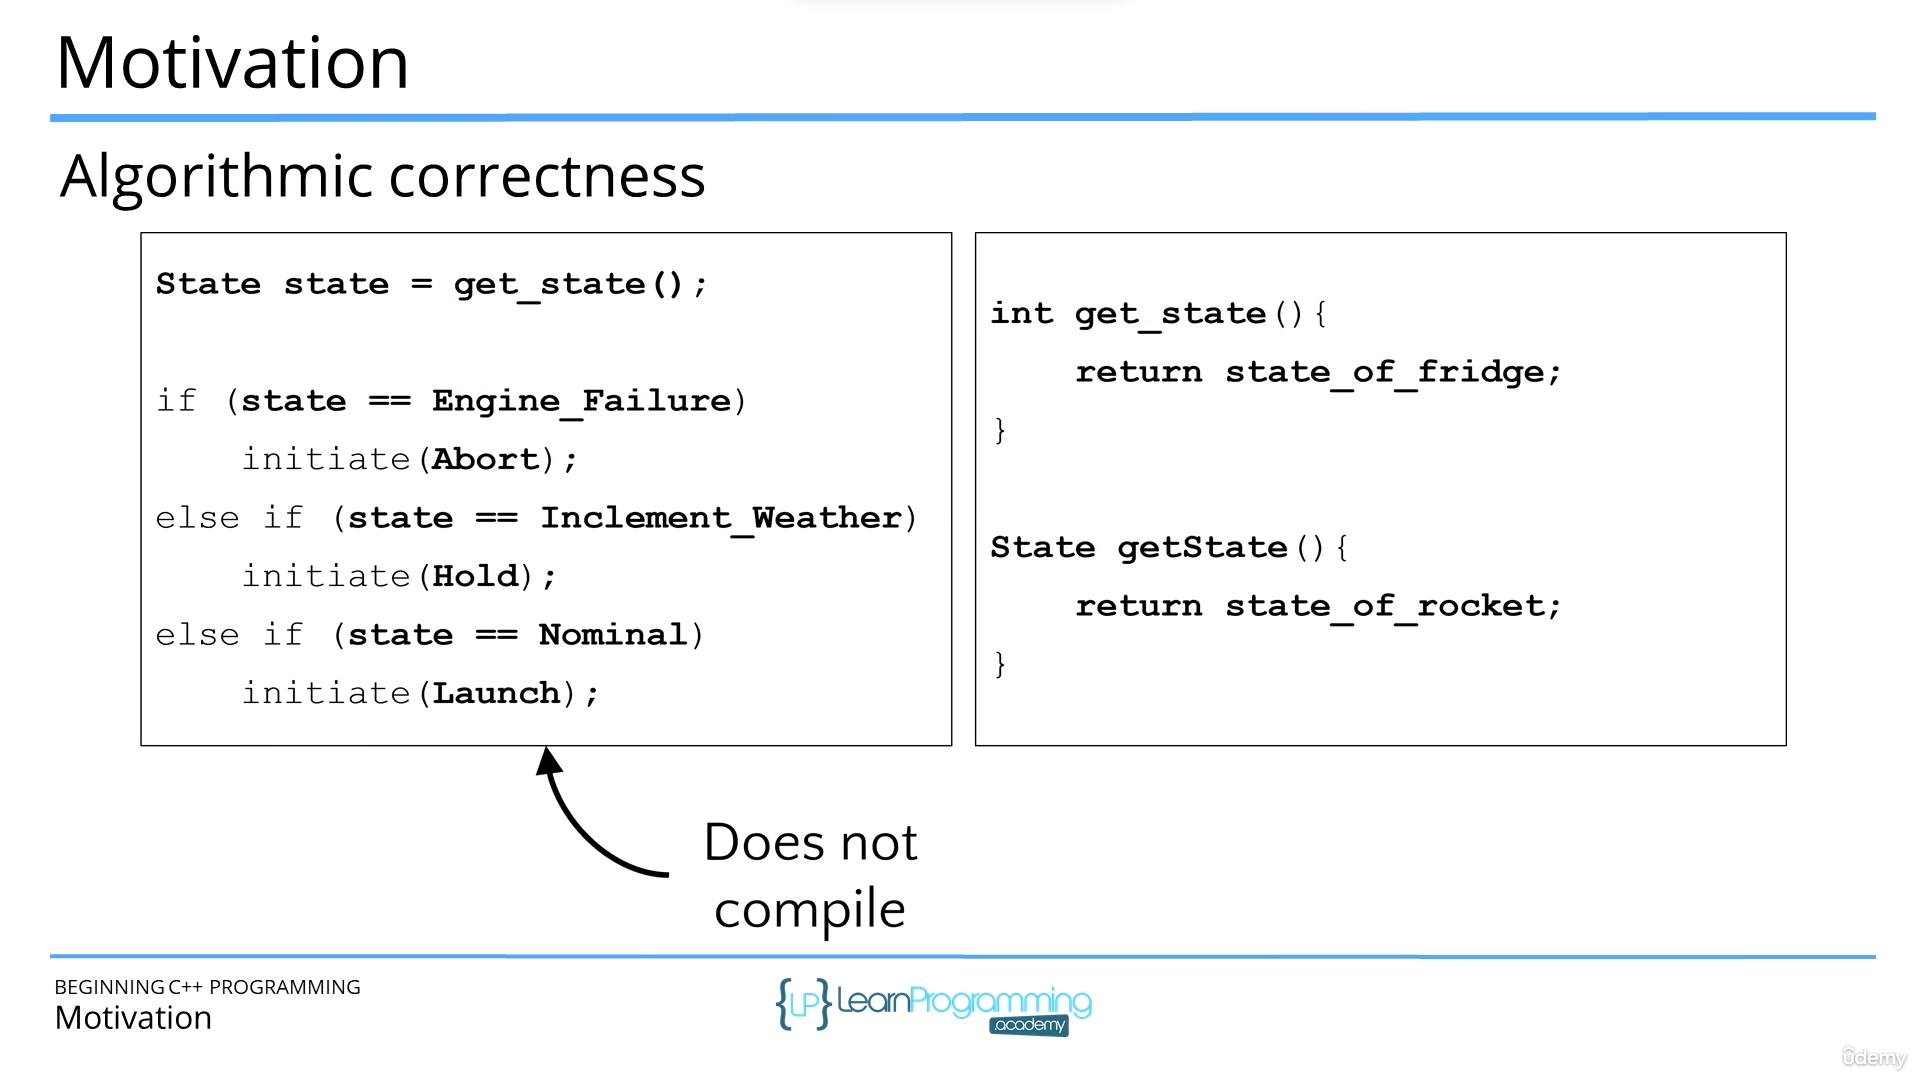 Motivation
Algorithmic correctness
State state = get_state();
if (state == Engine_Failure)
initiate(Abort);
else if (state == Inclement_Weather)
initiate(Hold);
else if (state == Nominal)
initiate(Launch);
int get_state(){
return state_of_fridge;
}
State getState(){
return state_of_rocket;
}
Does not
compile
BEGINNING C++ PROGRAMMING
Motivation
{LP} LearnProgramming
.academy
ûdemy